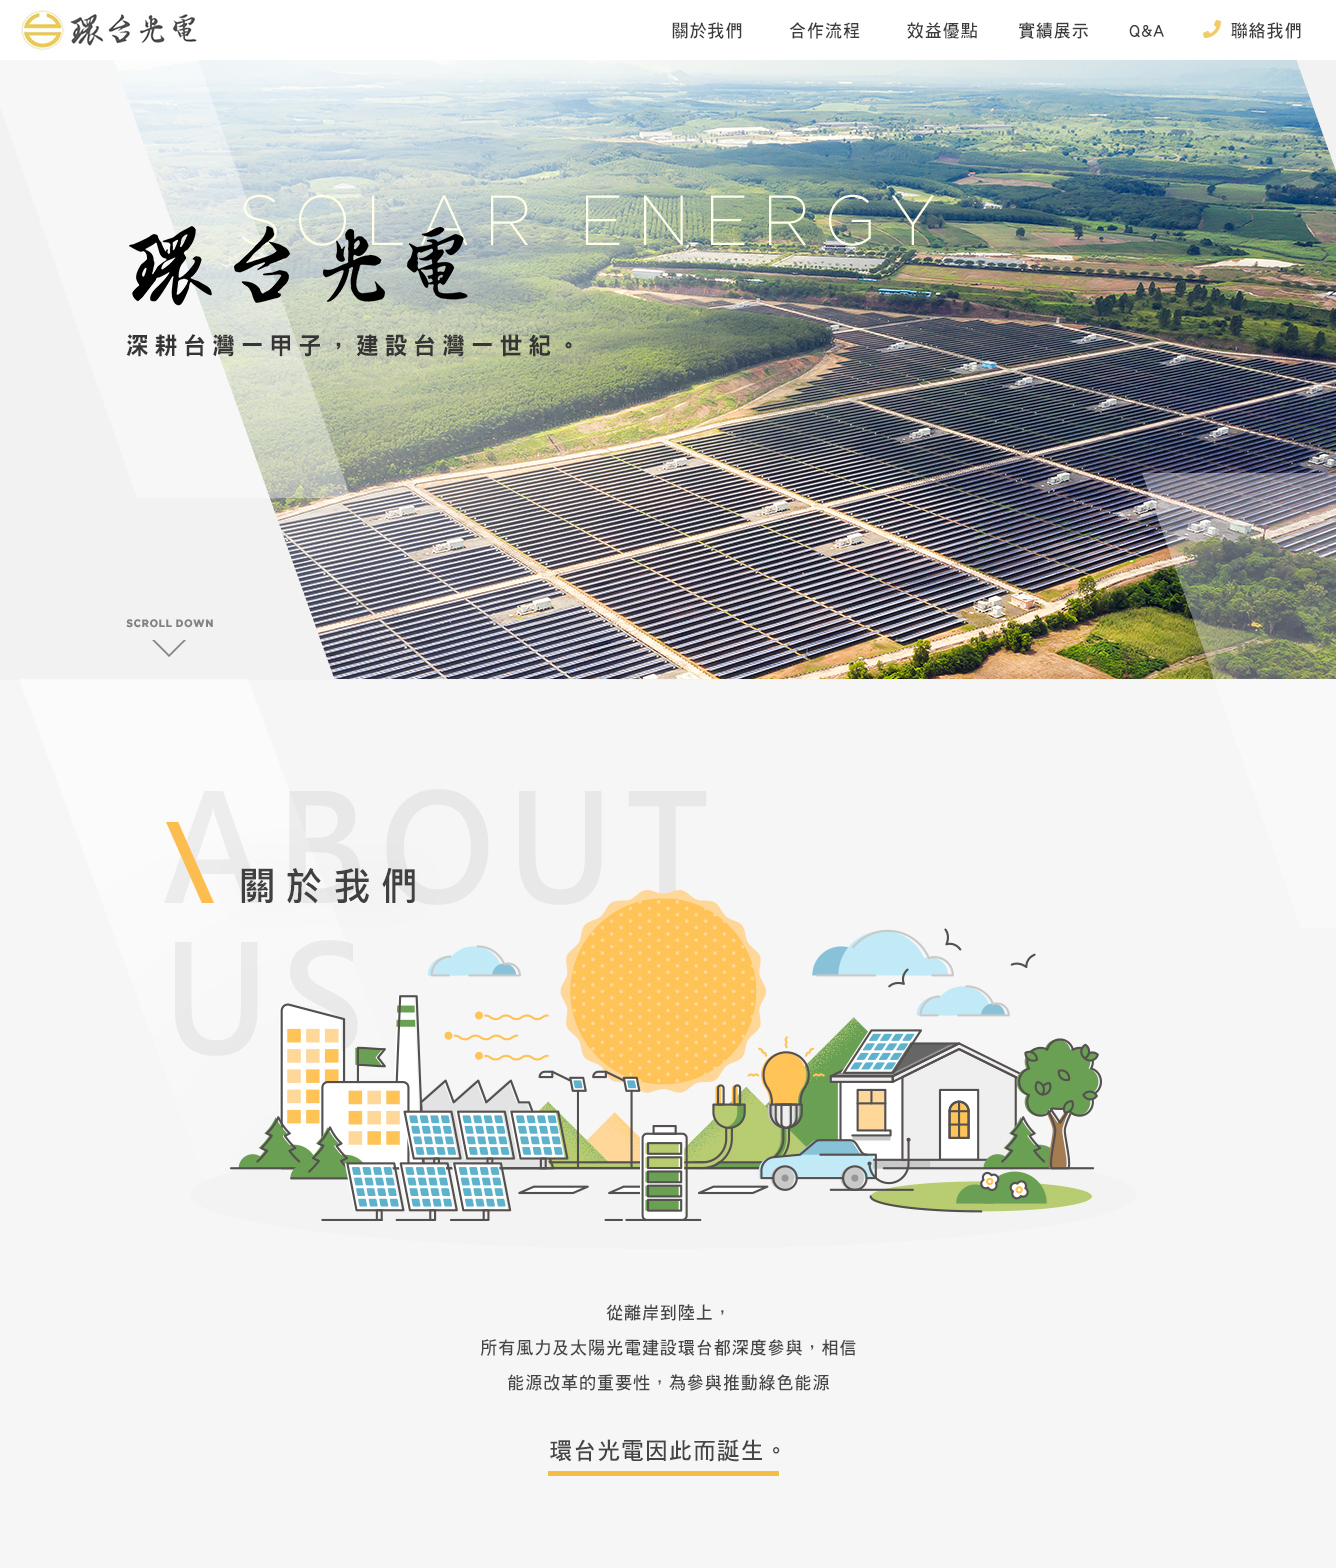 環台光電
關於我們
合作流程
效益優點
實績展示
Q&A
聯絡我們
SOLAR ENERGY
環台光電
深耕台灣一甲子，建設台灣一世紀。
SCROLL DOWN
ABOUT
關於我們
US
從離岸到陸上，
所有風力及太陽光電建設環台都深度參與，相信
能源改革的重要性，為參與推動綠色能源
環台光電因此而誕生。